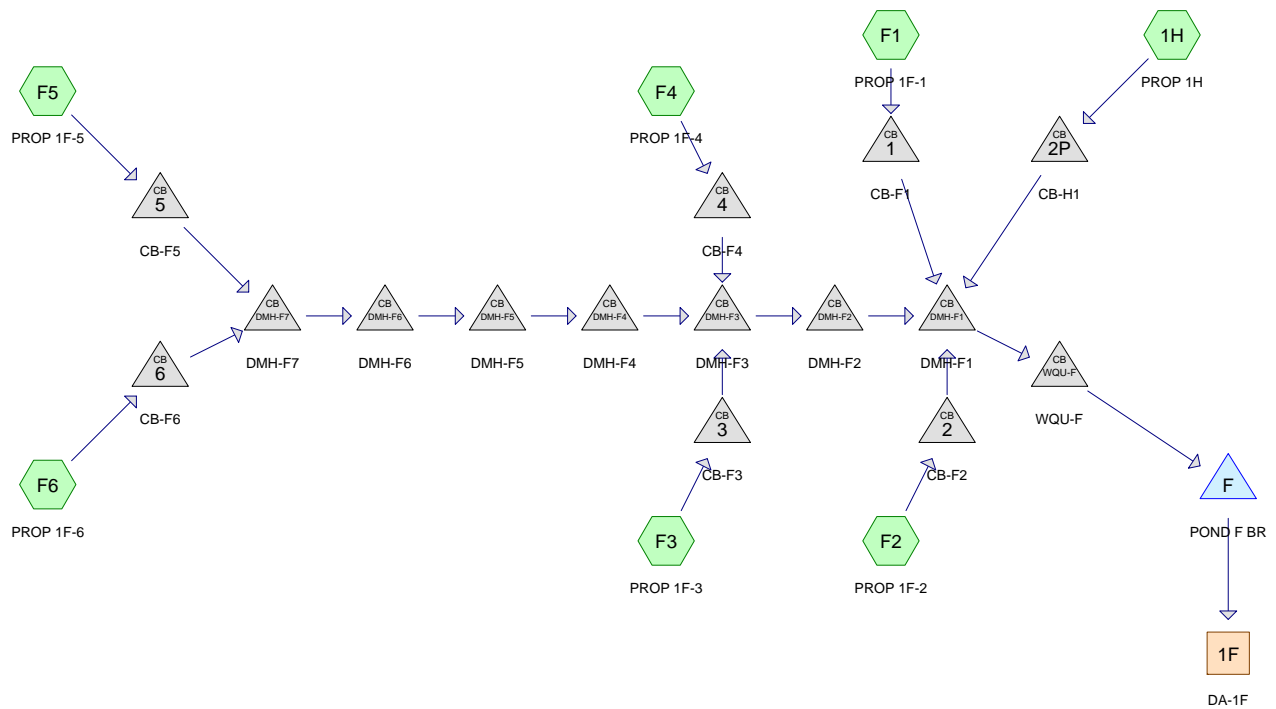 F1
PROP 1F-1
1H
PROP 1H
F5
PROP 1F-5
F4
PROP 1F-4
CB
1
CB-F1
CB
2P
CB-H1
CB
5
CB-F5
CB
4
CB-F4
CB
DMH-F7
DMH-F7
CB
DMH-F6
DMH-F6
CB
DMH-F5
DMH-F5
CB
DMH-F4
DMH-F4
CB
DMH-F3
DMH-F3
CB
DMH-F2
DMH-F2
CB
DMH-F1
DMH-F1
CB
6
CB-F6
CB
WQU-F
WQU-F
CB
3
CB-F3
CB
2
CB-F2
F6
PROP 1F-6
F
POND F BR
F3
PROP 1F-3
F2
PROP 1F-2
1F
DA-1F